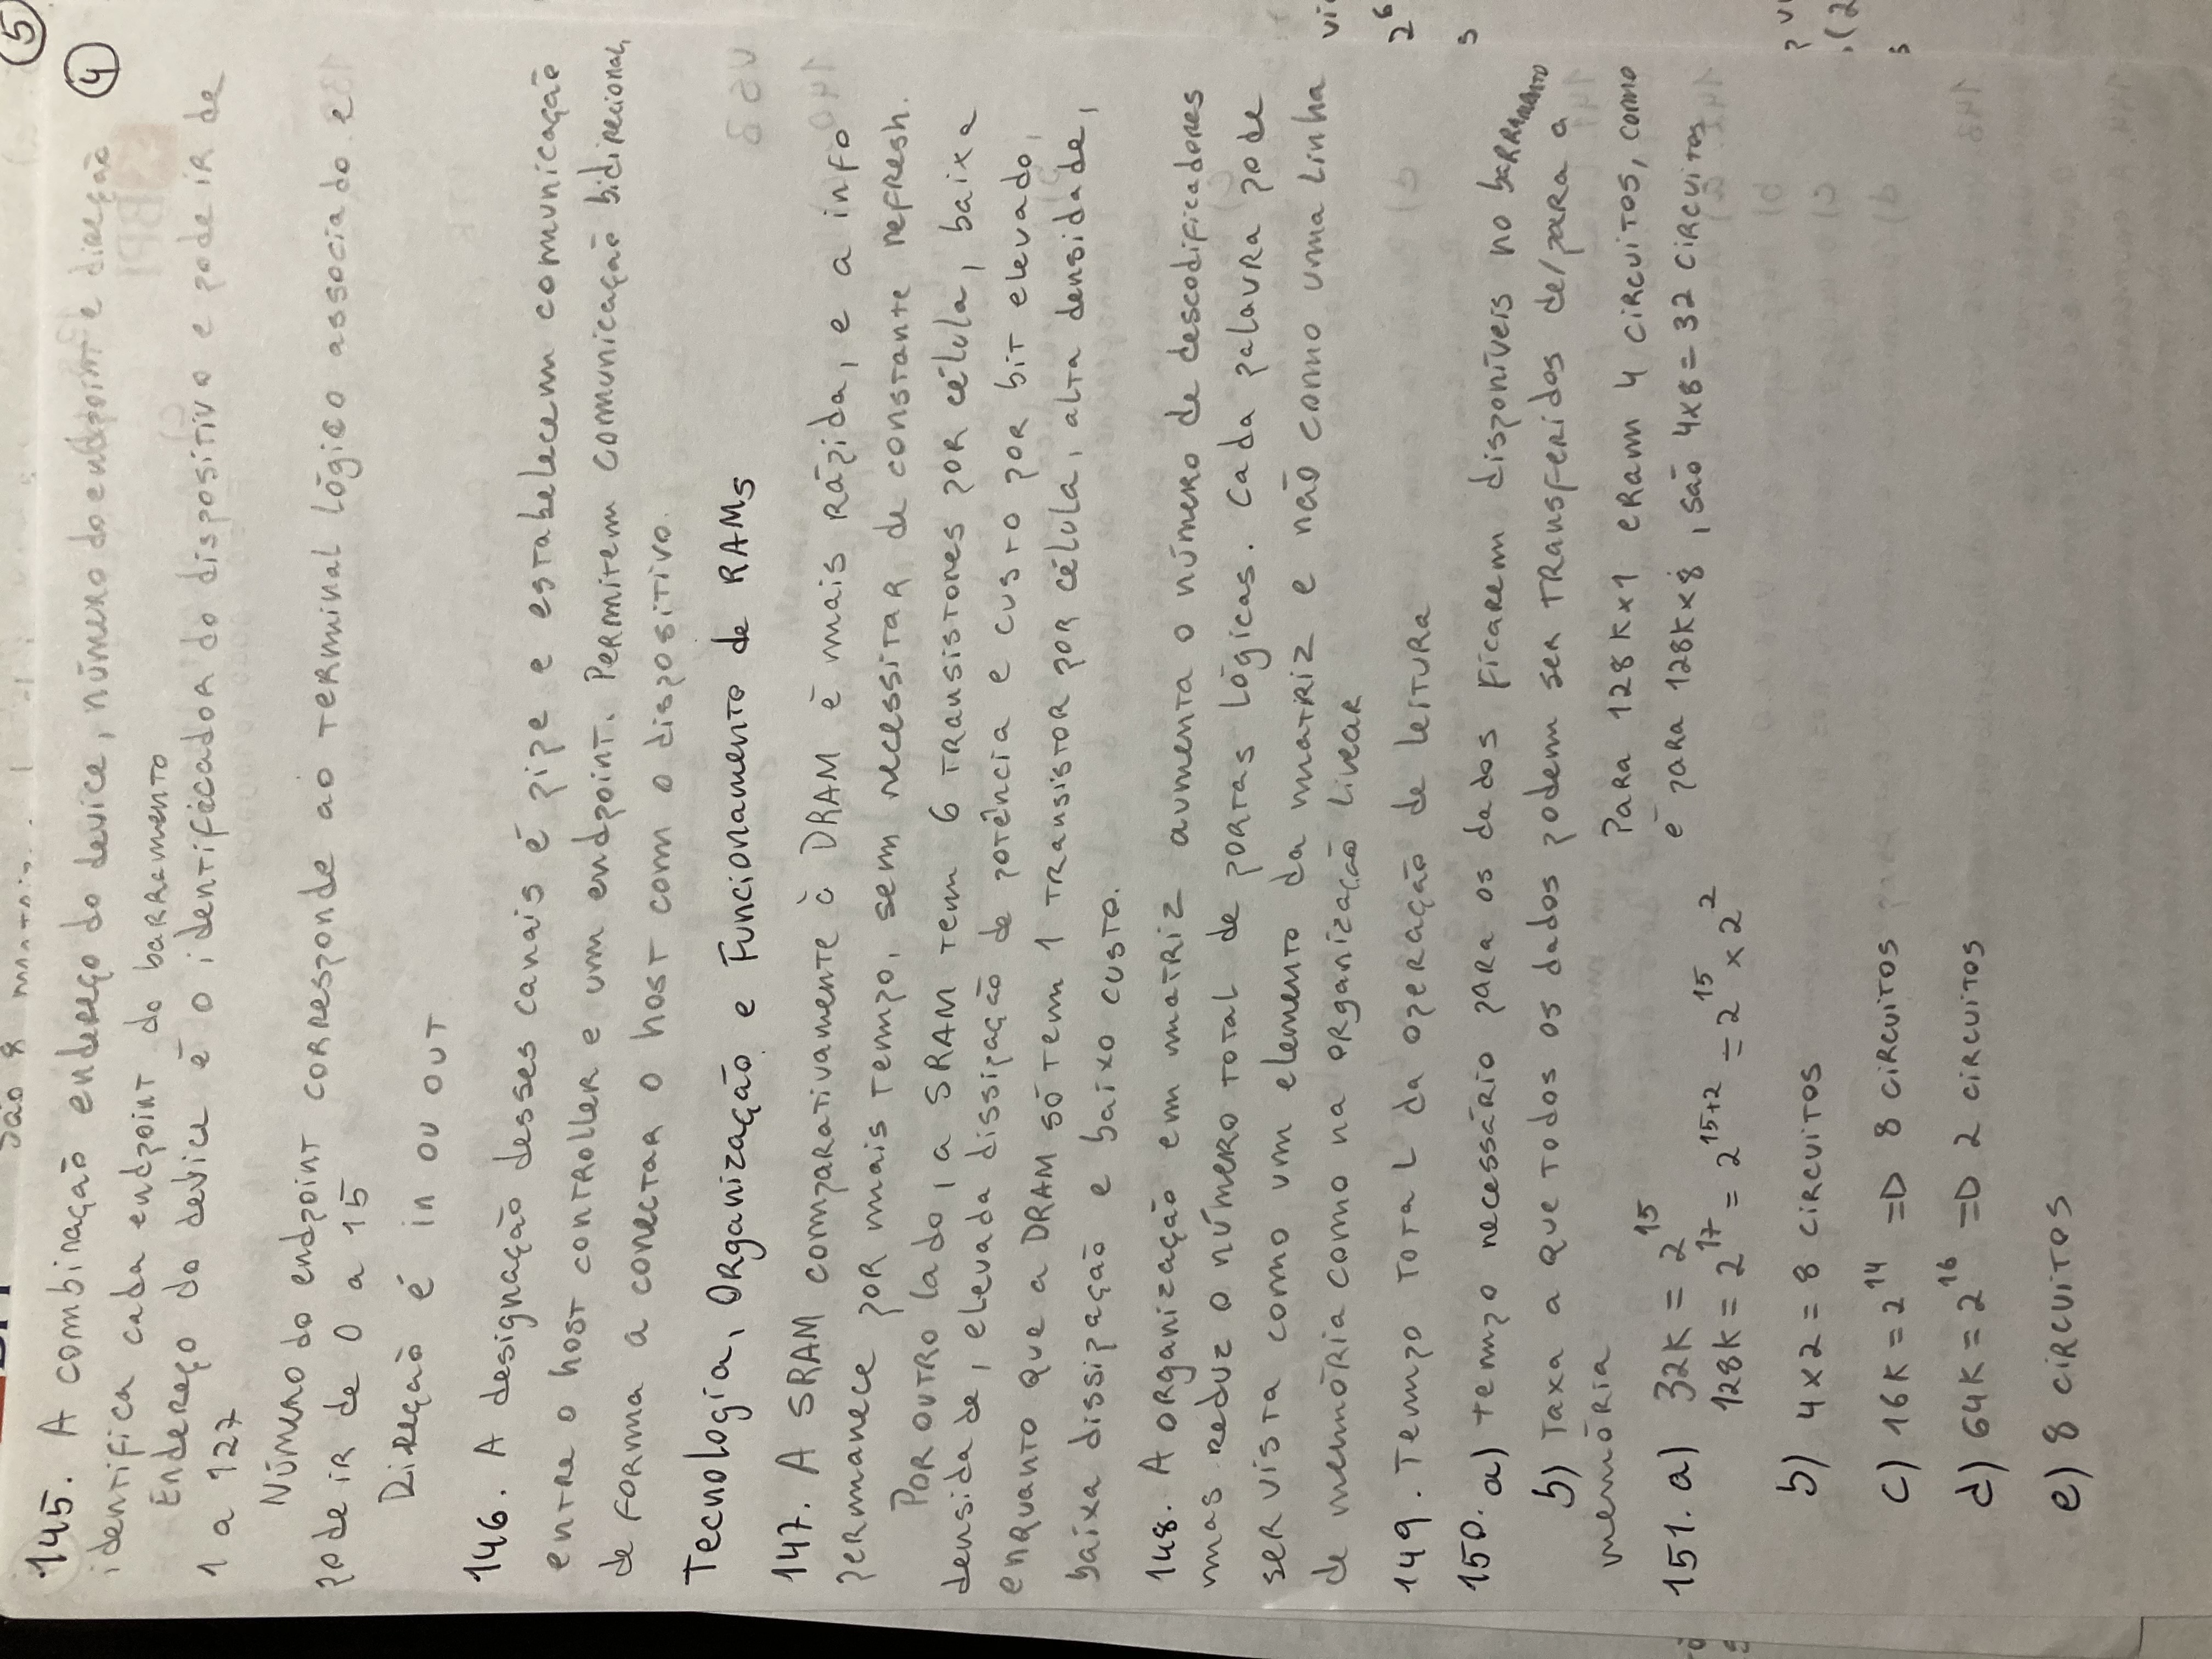 São 8
5
145. A combinação endereço do device, número do endpoint e direção
4
identifica cada endpoint do barramento
Endereço do device é o identificador do dispositivo e pode ir de
1 a 127
Número do endpoint corresponde ao terminal lógico associado e
pode ir de 0 a 15
Direção é in ou out
146. A designação desses canais é pipe e estabelecem comunicação
entre o host controller e um endpoint. Permitem comunicação bidirecional,
de forma a conectar o host com o dispositivo.
Tecnologia, Organização e Funcionamento de RAMs
147. A SRAM comparativamente à DRAM é mais rápida, e a info
permanece por mais tempo, sem necessitar de constante refresh.
Por outro lado, a SRAM tem 6 transistores por célula, baixa
densidade, elevada dissipação de potência e custo por bit elevado,
enquanto que a DRAM só tem 1 transistor por célula, alta densidade,
baixa dissipação e baixo custo.
148. A organização em matriz aumenta o número de descodificadores
mas reduz o número total de portas lógicas. Cada palavra pode
ser vista como um elemento da matriz e não como uma linha
de memória como na organização linear
149. Tempo total da operação de leitura
150. a) tempo necessário para os dados ficarem disponíveis no barramento
b) Taxa a que todos os dados podem ser transferidos de/para a
memória
Para 128K×1 eram 4 circuitos, como
é para 128K×8, são 4×8=32 circuitos
151. a) 32K = 2^15
128K = 2^17 = 2^15+2 = 2^15 × 2^2
b) 4×2 = 8 circuitos
c) 16K = 2^14 => 8 circuitos
d) 64K = 2^16 => 2 circuitos
e) 8 circuitos